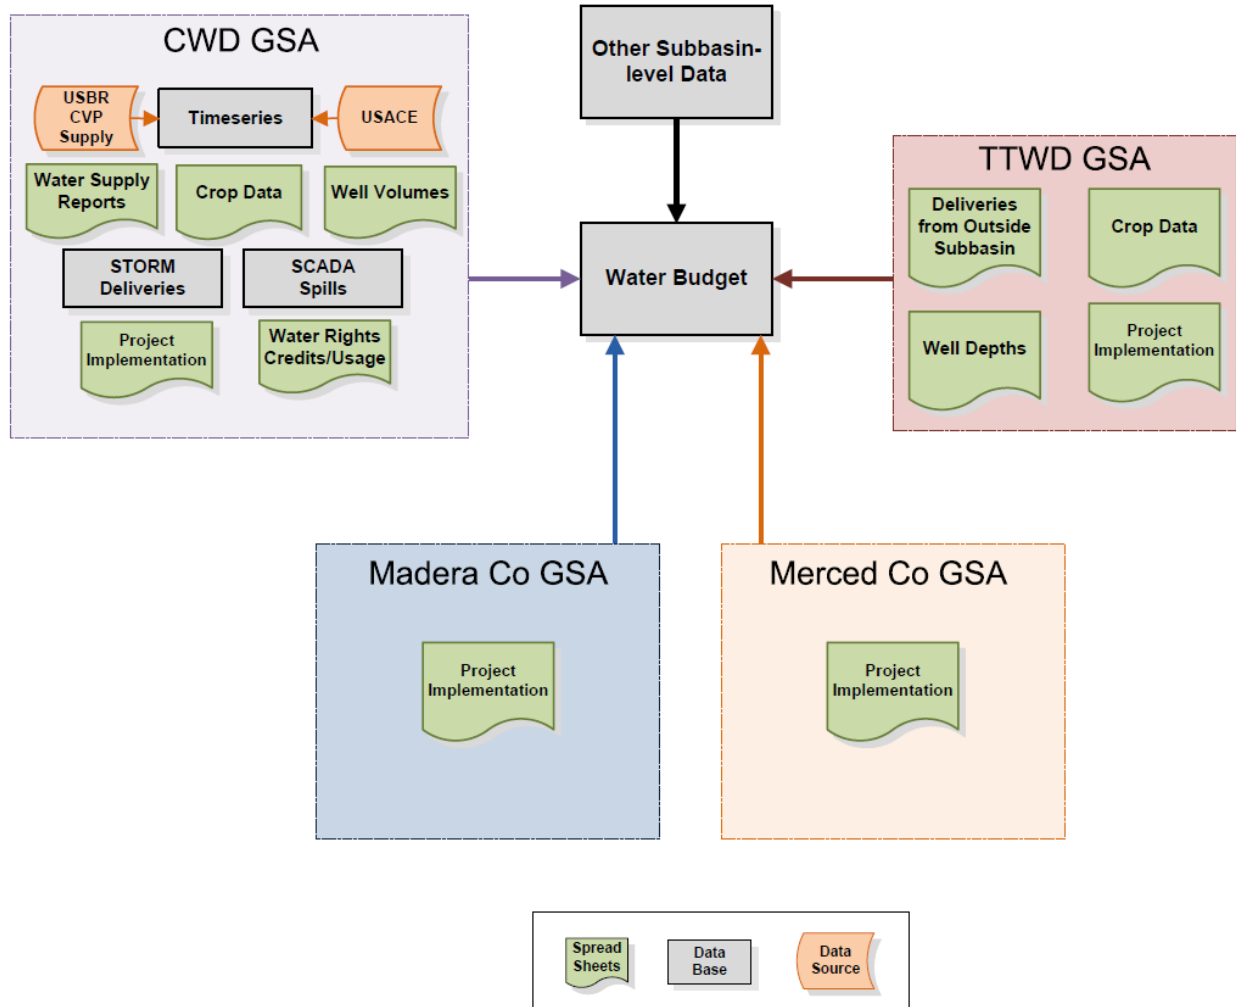 CWD GSA
USBR
CVP
Supply
Timeseries
USACE
Water Supply
Reports
Crop Data
Well Volumes
STORM
Deliveries
SCADA
Spills
Project
Implementation
Water Rights
Credits/Usage
Other Subbasin-
level Data
Water Budget
TTWD GSA
Deliveries
from Outside
Subbasin
Crop Data
Well Depths
Project
Implementation
Madera Co GSA
Project
Implementation
Merced Co GSA
Project
Implementation
Spread
Sheets
Data
Base
Data
Source